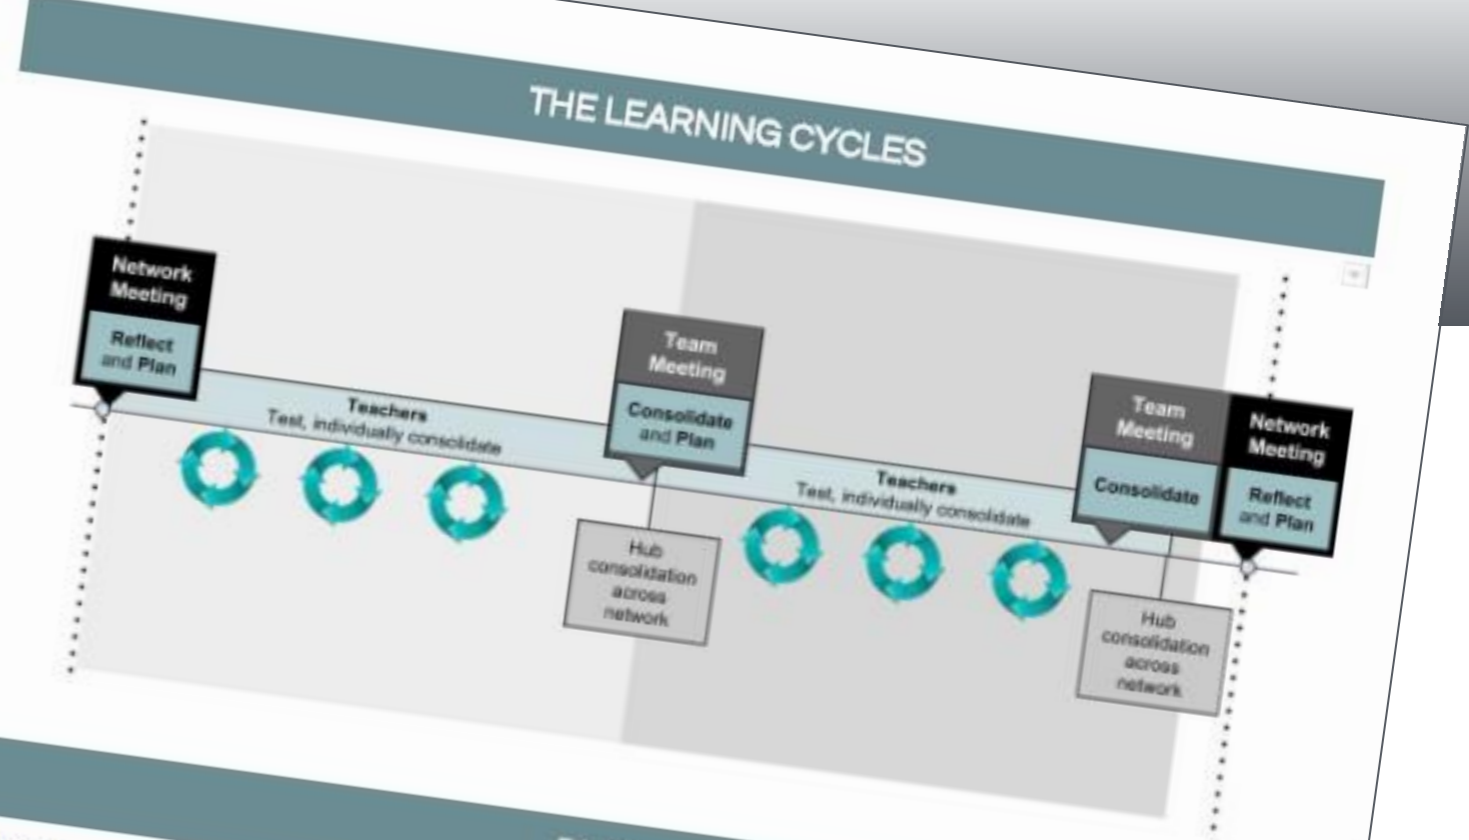 THE LEARNING CYCLES
Network
Meeting
Reflect
and Plan
Teachers
Test, individually consolidate
Team
Meeting
Consolidate
and Plan
Hub
consolidation
across
network
Teachers
Test, individually consolidate
Team
Meeting
Consolidate
Hub
consolidation
across
network
Network
Meeting
Reflect
and Plan